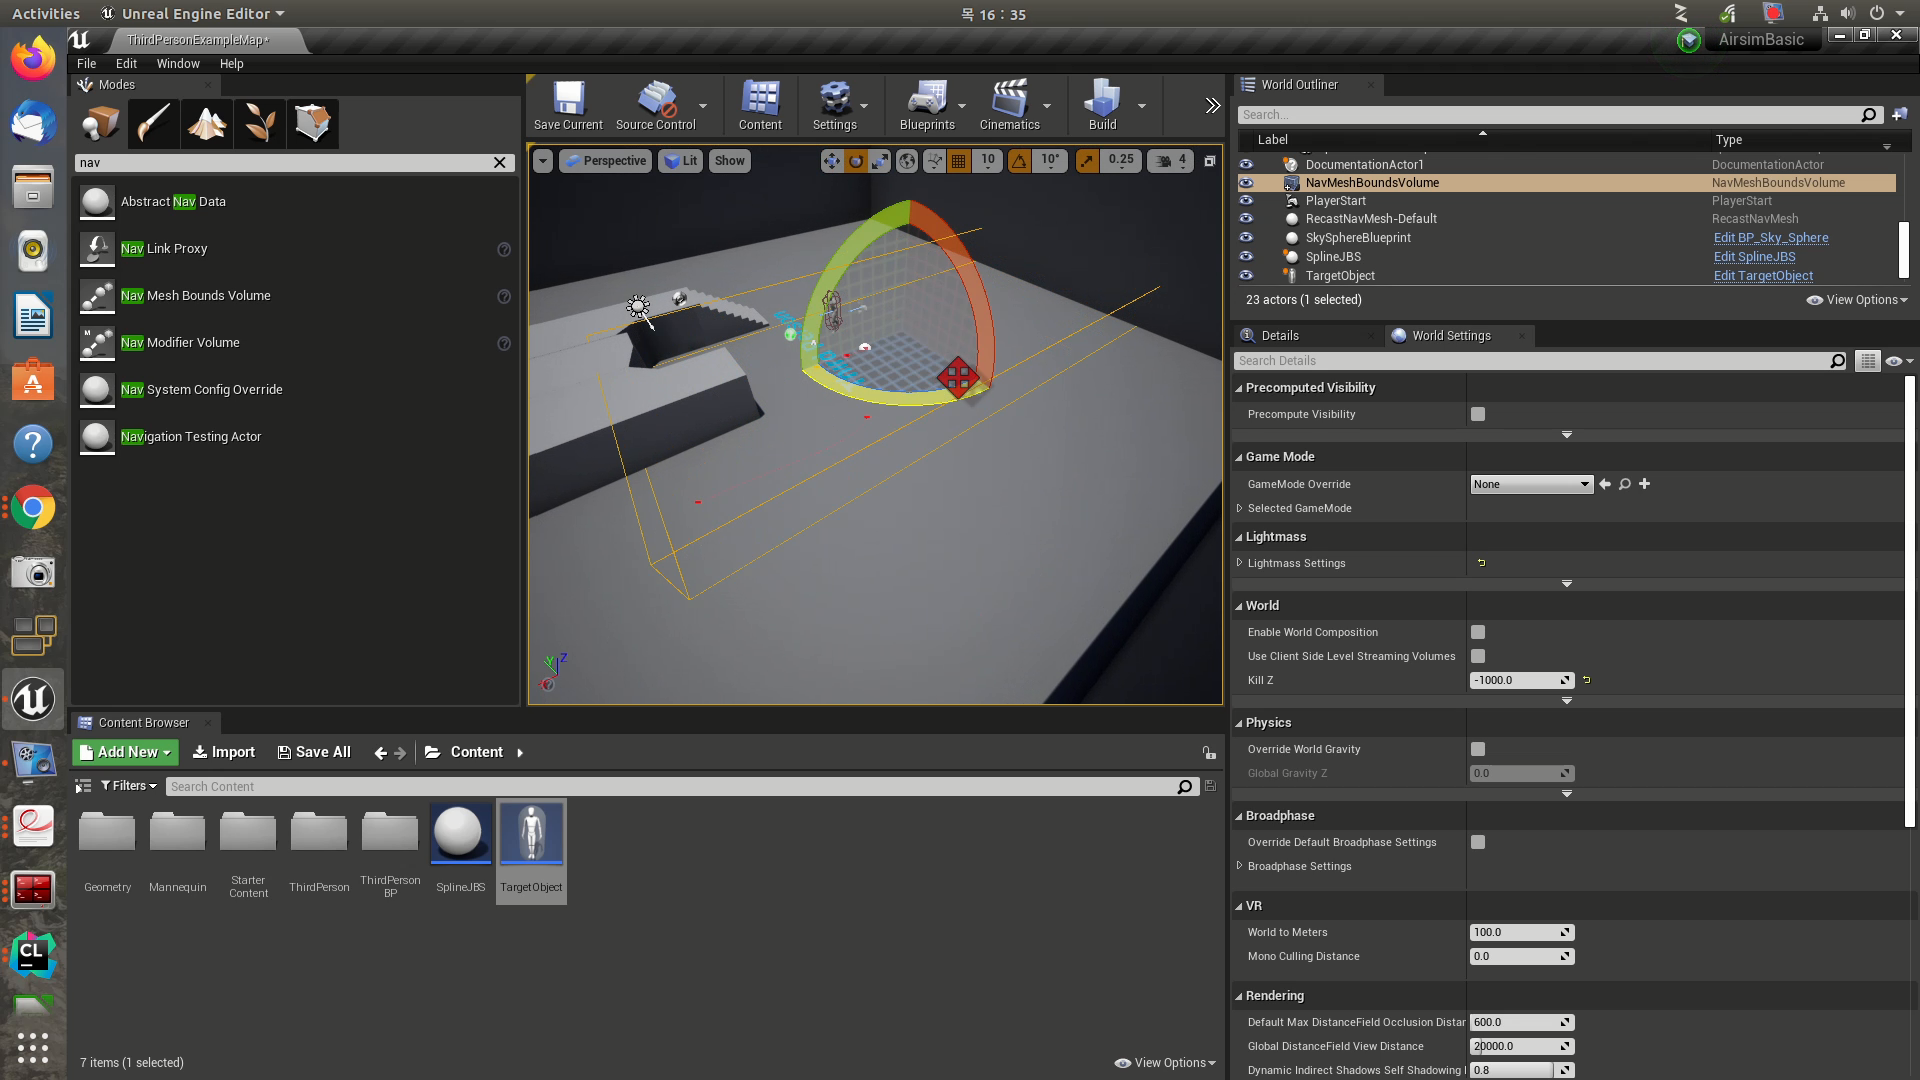 Activities
Unreal Engine Editor
목 16 : 35
ThirdPersonExampleMap*
AirsimBasic
File Edit Window Help
Modes
nav
Abstract Nav Data
Nav Link Proxy
Nav Mesh Bounds Volume
Nav Modifier Volume
Nav System Config Override
Navigation Testing Actor
Save Current
Source Control
Content
Settings
Blueprints
Cinematics
Build
Perspective
Lit
Show
10
10°
0.25
4
Y Z
World Outliner
Search...
Label
Type
DocumentationActor1 DocumentationActor
NavMeshBoundsVolume NavMeshBoundsVolume
PlayerStart PlayerStart
RecastNavMesh-Default RecastNavMesh
SkySphereBlueprint Edit BP_Sky_Sphere
SplineJBS Edit SplineJBS
TargetObject Edit TargetObject
23 actors (1 selected)
View Options
Details
World Settings
Search Details
Precomputed Visibility
Precompute Visibility
Game Mode
GameMode Override None
Selected GameMode
Lightmass
Lightmass Settings
World
Enable World Composition
Use Client Side Level Streaming Volumes
Kill Z -1000.0
Physics
Override World Gravity
Global Gravity Z 0.0
Broadphase
Override Default Broadphase Settings
Broadphase Settings
VR
World to Meters 100.0
Mono Culling Distance 0.0
Rendering
Default Max DistanceField Occlusion Distar 600.0
Global DistanceField View Distance 20000.0
Dynamic Indirect Shadows Self Shadowing 0.8
Content Browser
Add New
Import
Save All
Content
Filters
Search Content
Geometry
Mannequin
Starter
Content
ThirdPerson
ThirdPerson
BP
SplineJBS
TargetObject
7 items (1 selected)
View Options
CL